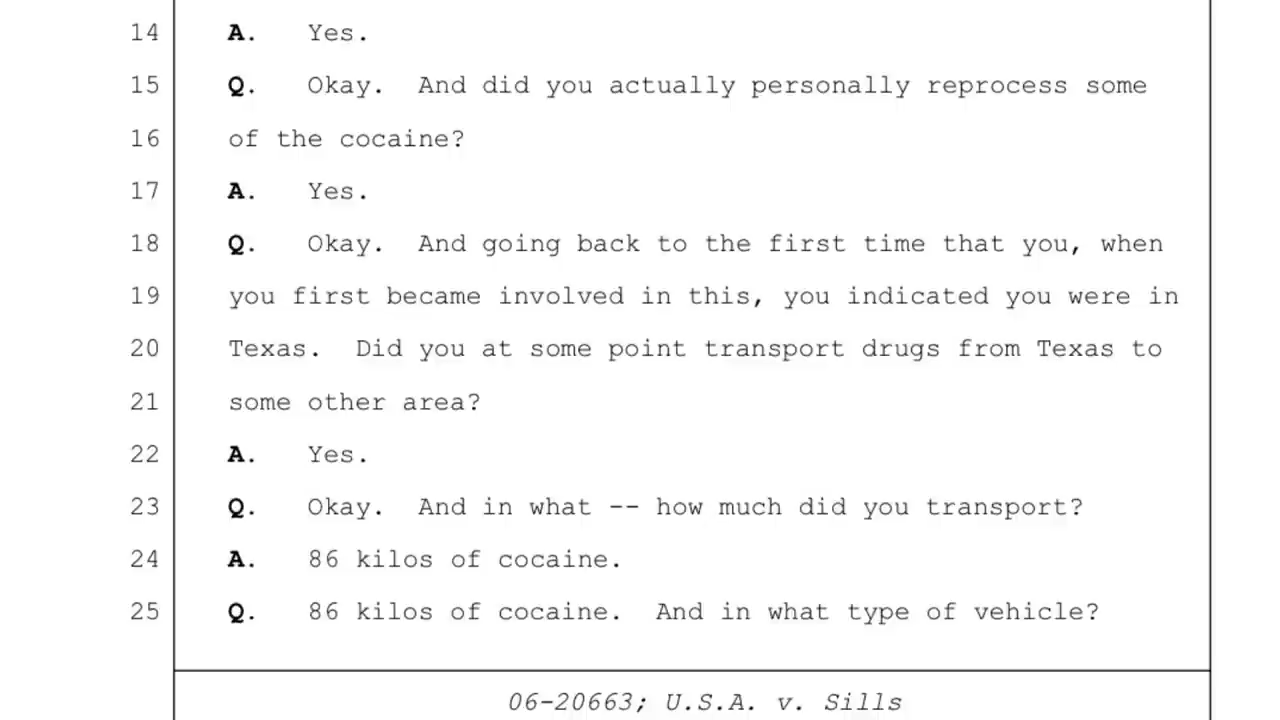 14 A. Yes.
15 Q. Okay. And did you actually personally reprocess some
16 of the cocaine?
17 A. Yes.
18 Q. Okay. And going back to the first time that you, when
19 you first became involved in this, you indicated you were in
20 Texas. Did you at some point transport drugs from Texas to
21 some other area?
22 A. Yes.
23 Q. Okay. And in what -- how much did you transport?
24 A. 86 kilos of cocaine.
25 Q. 86 kilos of cocaine. And in what type of vehicle?
06-20663; U.S.A. v. Sills